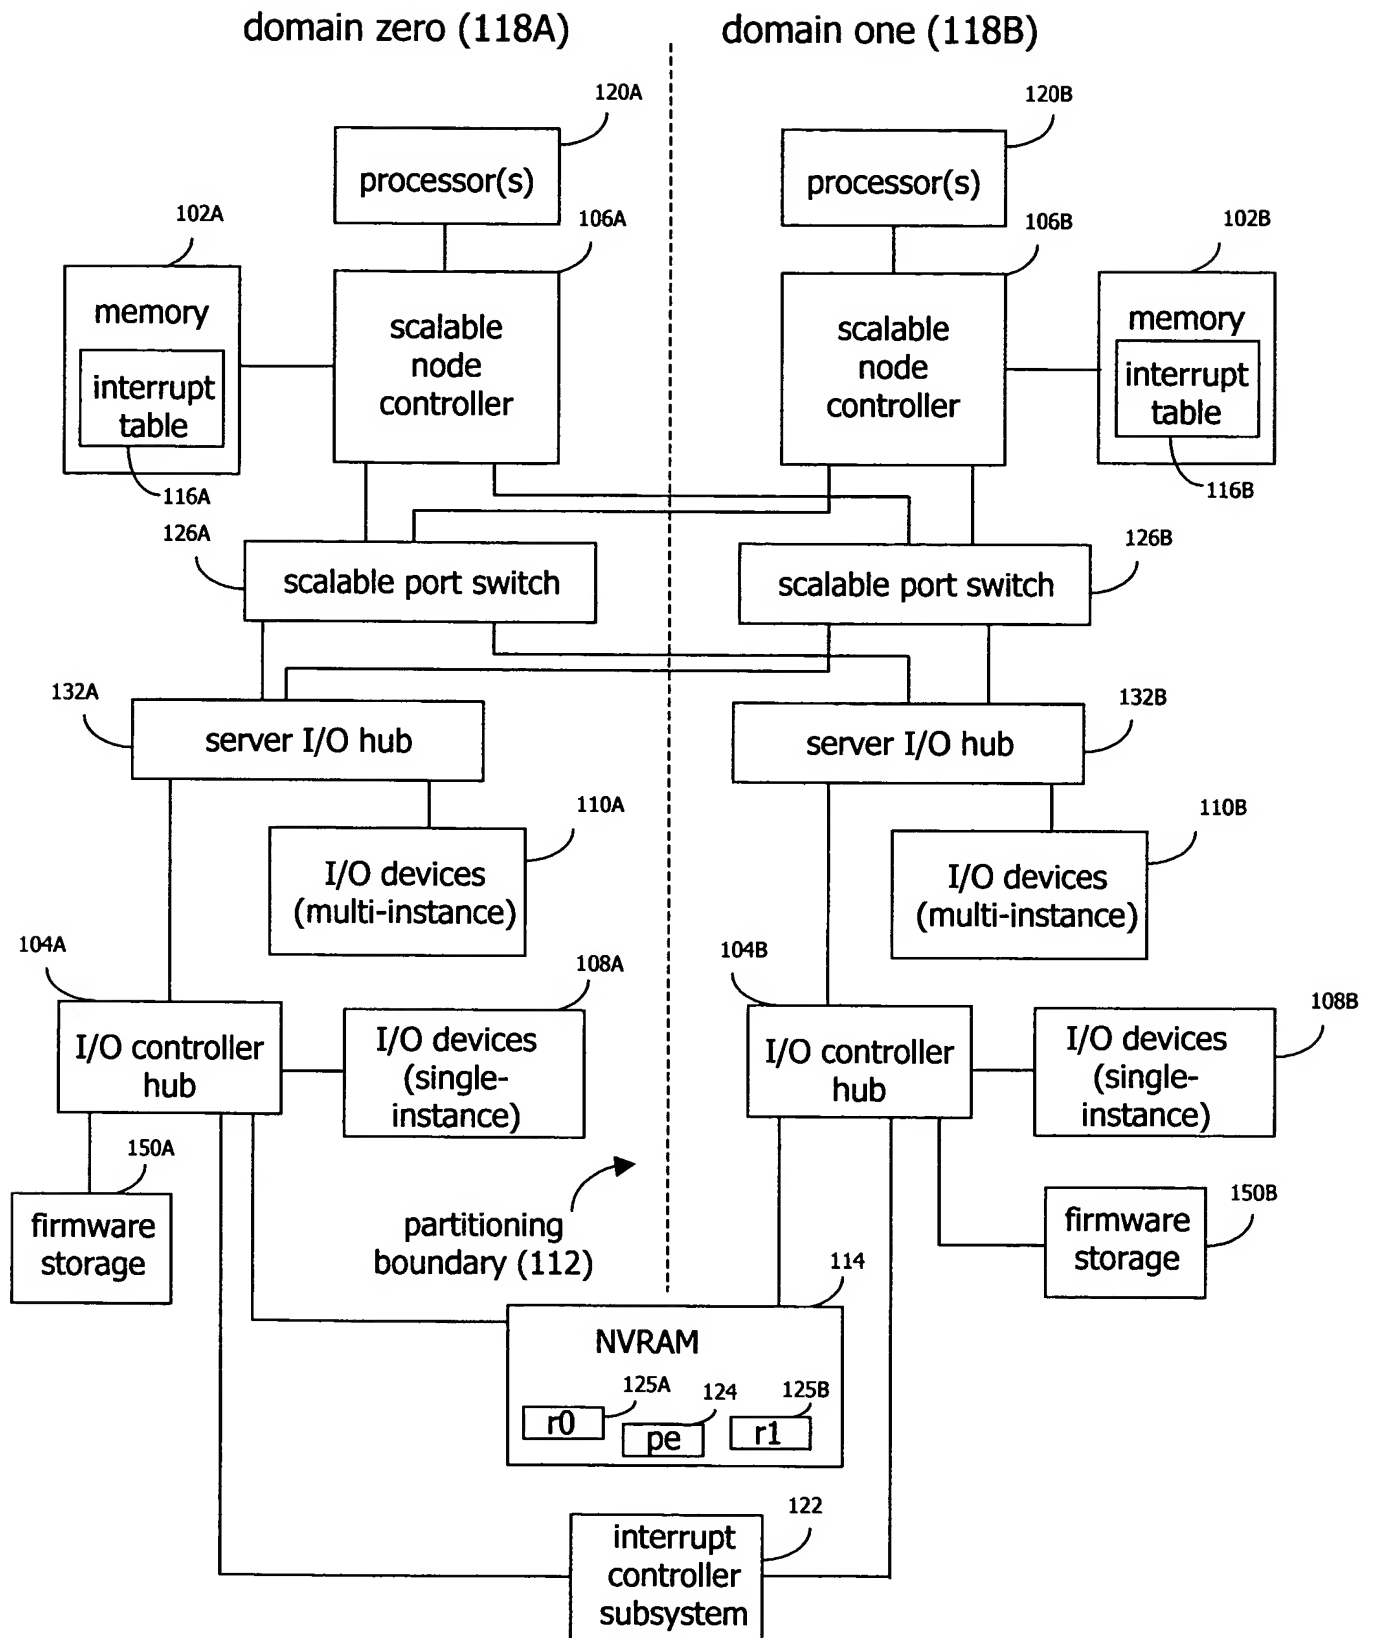 domain zero (118A)
domain one (118B)
120A
120B
processor(s)
processor(s)
102A
106A
106B
102B
memory
interrupt
table
scalable
node
controller
scalable
node
controller
memory
interrupt
table
116A
116B
126A
126B
scalable port switch
scalable port switch
132A
132B
server I/O hub
server I/O hub
110A
110B
I/O devices
(multi-instance)
I/O devices
(multi-instance)
104A
108A
104B
108B
I/O controller
hub
I/O devices
(single-
instance)
I/O controller
hub
I/O devices
(single-
instance)
150A
150B
firmware
storage
partitioning
boundary (112)
firmware
storage
114
NVRAM
125A
124
125B
r0
pe
r1
122
interrupt
controller
subsystem